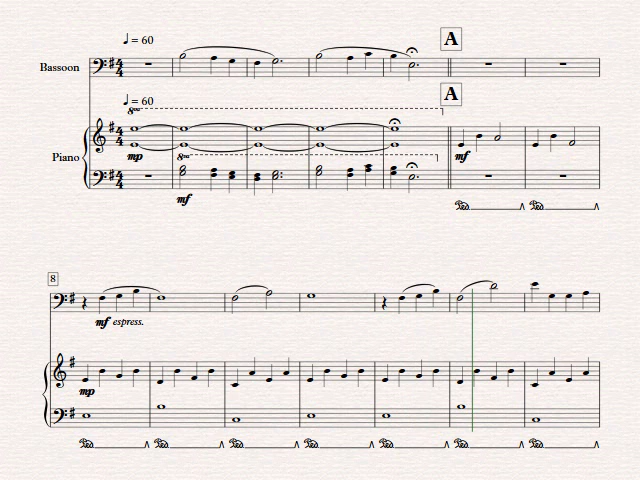 ♩ = 60
A
Bassoon
♩ = 60
A
8va
Piano
mp
8va
mf
mf
8
mf espress.
mp